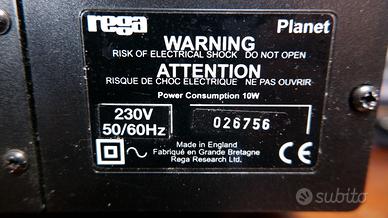 rega Planet
WARNING
RISK OF ELECTRICAL SHOCK DO NOT OPEN
ATTENTION
RISQUE DE CHOC ELECTRIQUE NE PAS OUVRIR
Power Consumption 10W
230V
50/60Hz
026756
Made in England
Fabriqué en Grande Bretagne
Rega Research Ltd.
CE
subito